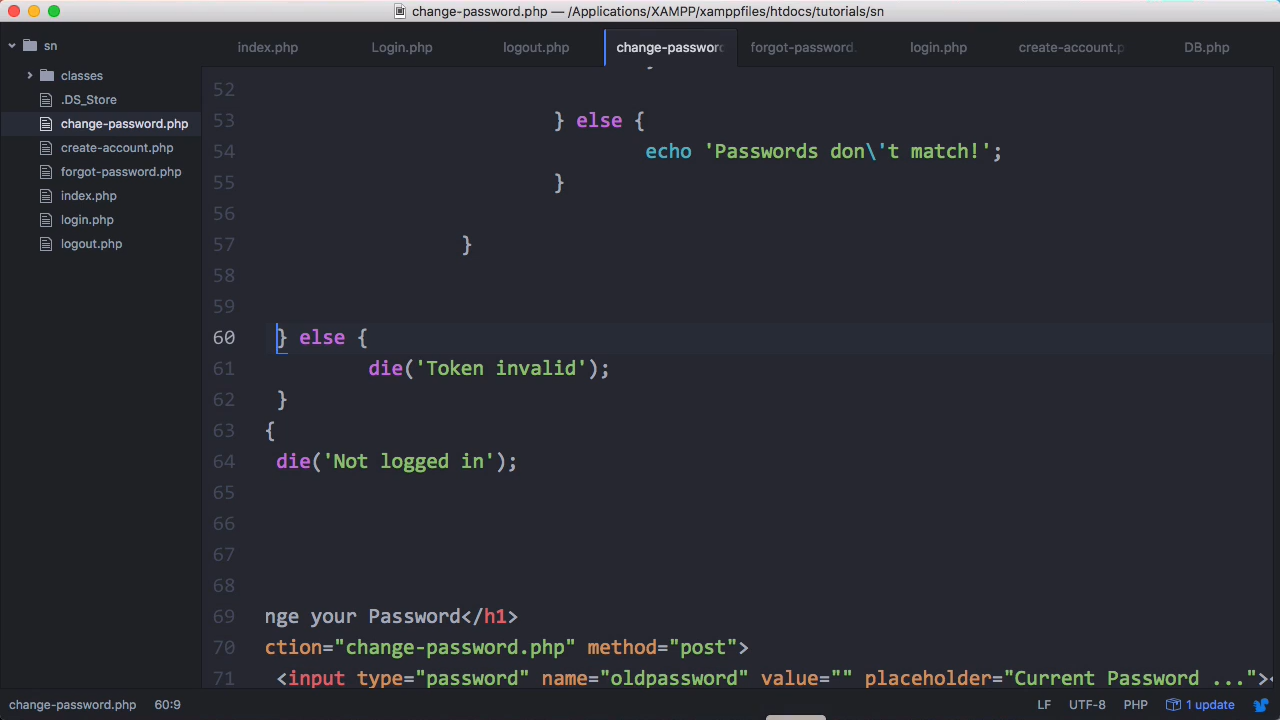 change-password.php — /Applications/XAMPP/xamppfiles/htdocs/tutorials/sn
sn
classes
.DS_Store
change-password.php
create-account.php
forgot-password.php
index.php
login.php
logout.php
index.php Login.php logout.php change-passworc forgot-password. login.php create-account.p DB.php
52
53 } else {
54 echo 'Passwords don\'t match!';
55 }
56
57 }
58
59
60 } else {
61 die('Token invalid');
62 }
63 {
64 die('Not logged in');
65
66
67
68
69 nge your Password</h1>
70 ction="change-password.php" method="post">
71 <input type="password" name="oldpassword" value="" placeholder="Current Password ..."><
change-password.php 60:9 LF UTF-8 PHP 1 update